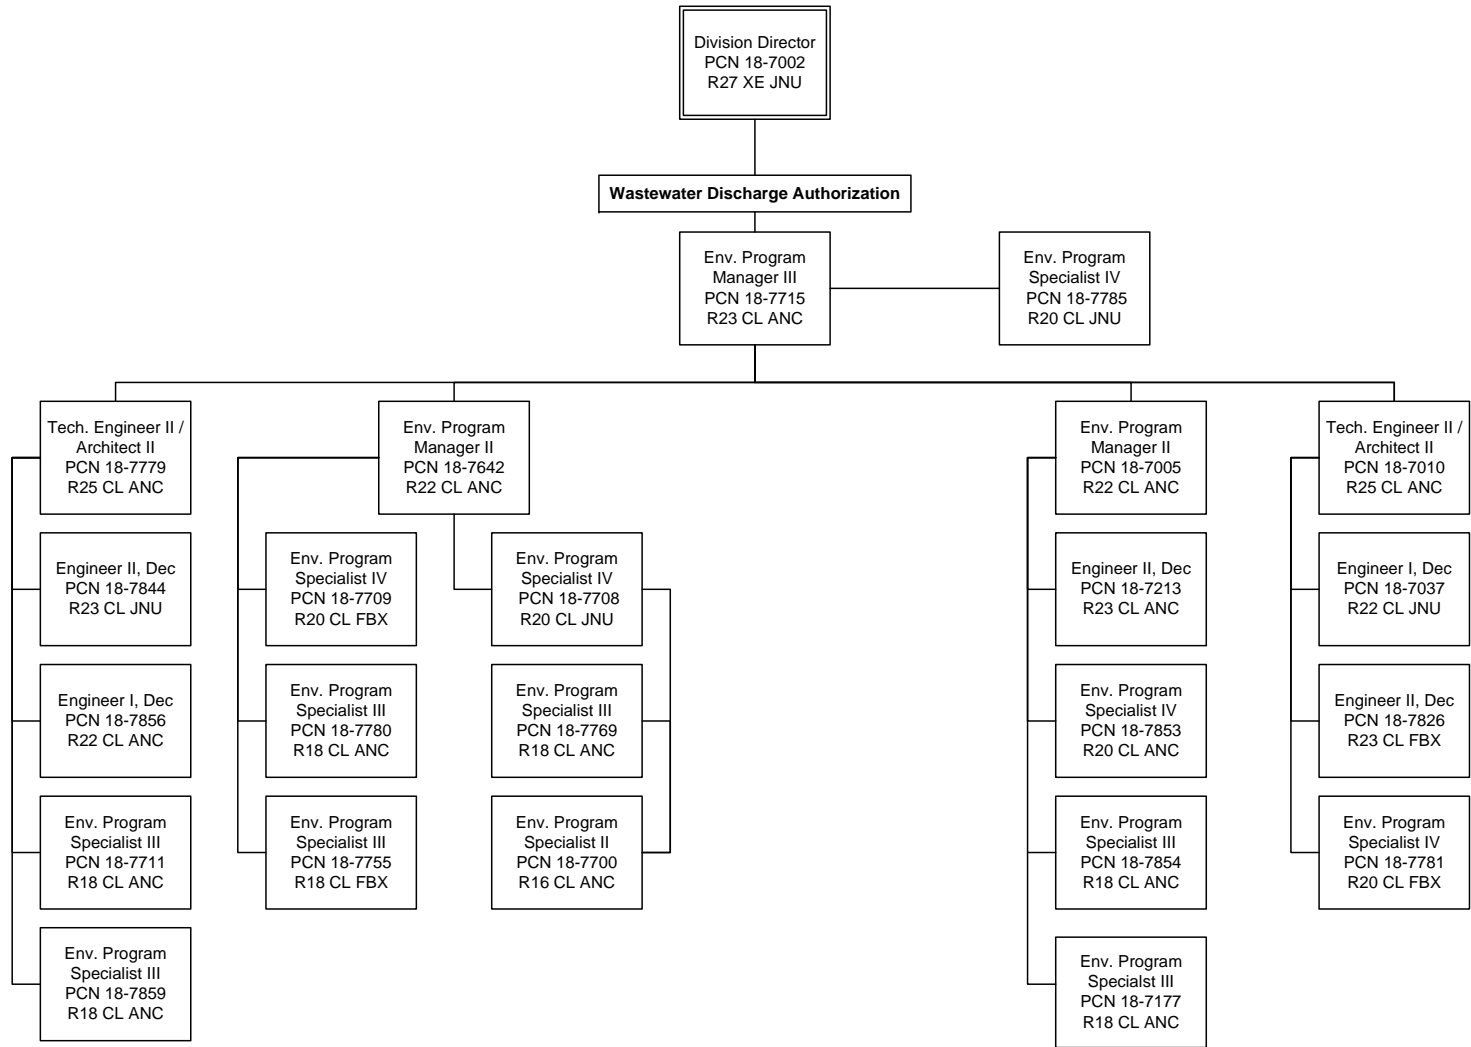 Division Director
PCN 18-7002
R27 XE JNU
Wastewater Discharge Authorization
Env. Program
Manager III
PCN 18-7715
R23 CL ANC
Env. Program
Specialist IV
PCN 18-7785
R20 CL JNU
Tech. Engineer II /
Architect II
PCN 18-7779
R25 CL ANC
Engineer II, Dec
PCN 18-7844
R23 CL JNU
Engineer I, Dec
PCN 18-7856
R22 CL ANC
Env. Program
Specialist III
PCN 18-7711
R18 CL ANC
Env. Program
Specialist III
PCN 18-7859
R18 CL ANC
Env. Program
Manager II
PCN 18-7642
R22 CL ANC
Env. Program
Specialist IV
PCN 18-7709
R20 CL FBX
Env. Program
Specialist III
PCN 18-7780
R18 CL ANC
Env. Program
Specialist III
PCN 18-7755
R18 CL FBX
Env. Program
Specialist IV
PCN 18-7708
R20 CL JNU
Env. Program
Specialist III
PCN 18-7769
R18 CL ANC
Env. Program
Specialist II
PCN 18-7700
R16 CL ANC
Env. Program
Manager II
PCN 18-7005
R22 CL ANC
Engineer II, Dec
PCN 18-7213
R23 CL ANC
Env. Program
Specialist IV
PCN 18-7853
R20 CL ANC
Env. Program
Specialist III
PCN 18-7854
R18 CL ANC
Env. Program
Specialst III
PCN 18-7177
R18 CL ANC
Tech. Engineer II /
Architect II
PCN 18-7010
R25 CL ANC
Engineer I, Dec
PCN 18-7037
R22 CL JNU
Engineer II, Dec
PCN 18-7826
R23 CL FBX
Env. Program
Specialist IV
PCN 18-7781
R20 CL FBX